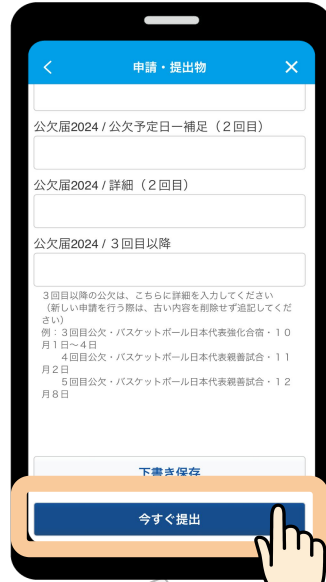 申請・提出物
公欠届2024 / 公欠予定日ー補足（２回目）
公欠届2024 / 詳細（２回目）
公欠届2024 / ３回目以降
３回目以降の公欠は、こちらに詳細を入力してください
（新しい申請を行う際は、古い内容を削除せず追記してくだ
さい）
例：３回目公欠・バスケットボール日本代表強化合宿・１０
月１日〜４日
４回目公欠・バスケットボール日本代表親善試合・１１
月２日
５回目公欠・バスケットボール日本代表親善試合・１２
月８日
下書き保存
今すぐ提出